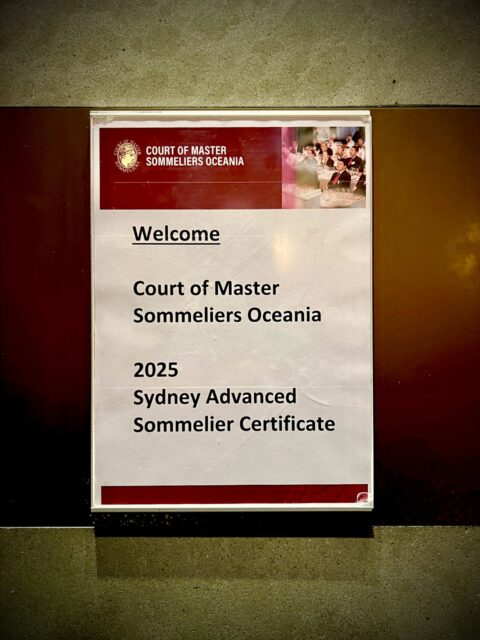 COURT OF MASTER
SOMMELIERS OCEANIA
Welcome
Court of Master
Sommeliers Oceania
2025
Sydney Advanced
Sommelier Certificate